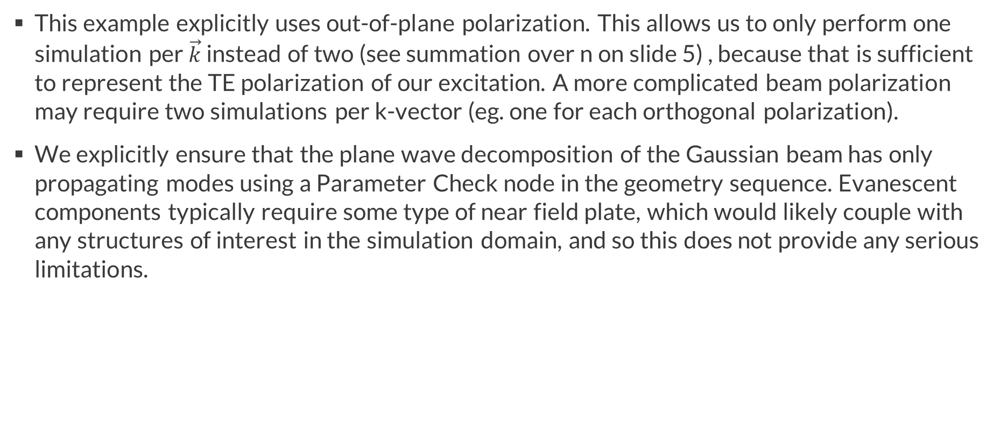 ▪ This example explicitly uses out-of-plane polarization. This allows us to only perform one
simulation per k⃗ instead of two (see summation over n on slide 5) , because that is sufficient
to represent the TE polarization of our excitation. A more complicated beam polarization
may require two simulations per k-vector (eg. one for each orthogonal polarization).
▪ We explicitly ensure that the plane wave decomposition of the Gaussian beam has only
propagating modes using a Parameter Check node in the geometry sequence. Evanescent
components typically require some type of near field plate, which would likely couple with
any structures of interest in the simulation domain, and so this does not provide any serious
limitations.